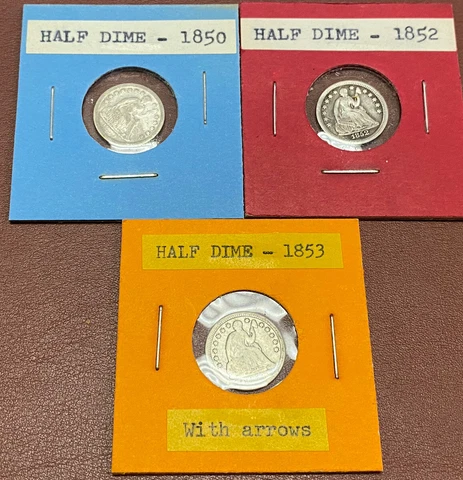 HALF DIME - 1850
HALF DIME - 1852
1852
HALF DIME - 1853
With arrows